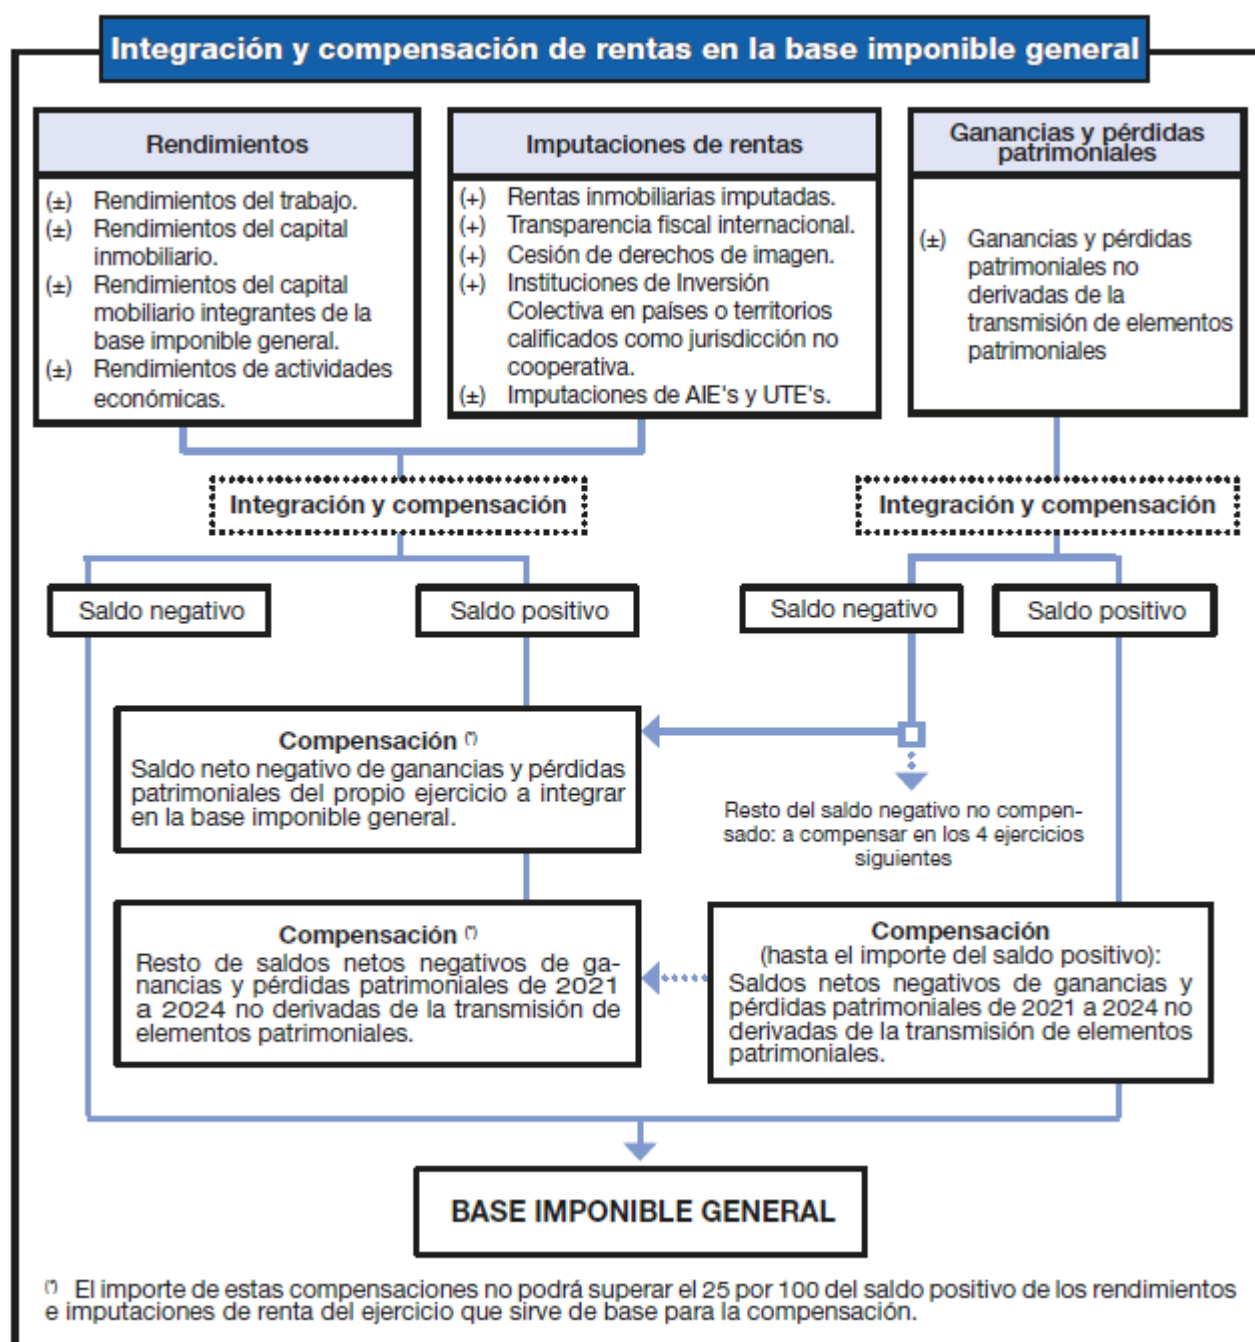 Integración y compensación de rentas en la base imponible general
Rendimientos
(±) Rendimientos del trabajo.
(±) Rendimientos del capital
inmobiliario.
(±) Rendimientos del capital
mobiliario integrantes de la
base imponible general.
(±) Rendimientos de actividades
económicas.
Imputaciones de rentas
(+) Rentas inmobiliarias imputadas.
(+) Transparencia fiscal internacional.
(+) Cesión de derechos de imagen.
(+) Instituciones de Inversión
Colectiva en países o territorios
calificados como jurisdicción no
cooperativa.
(±) Imputaciones de AIE's y UTE's.
Ganancias y pérdidas
patrimoniales
(±) Ganancias y pérdidas
patrimoniales no
derivadas de la
transmisión de elementos
patrimoniales
Integración y compensación
Integración y compensación
Saldo negativo
Saldo positivo
Saldo negativo
Saldo positivo
Compensación (*)
Saldo neto negativo de ganancias y pérdidas
patrimoniales del propio ejercicio a integrar
en la base imponible general.
Resto del saldo negativo no compen-
sado: a compensar en los 4 ejercicios
siguientes
Compensación (*)
Resto de saldos netos negativos de ga-
nancias y pérdidas patrimoniales de 2021
a 2024 no derivadas de la transmisión de
elementos patrimoniales.
Compensación
(hasta el importe del saldo positivo):
Saldos netos negativos de ganancias y
pérdidas patrimoniales de 2021 a 2024 no
derivadas de la transmisión de elementos
patrimoniales.
BASE IMPONIBLE GENERAL
(*) El importe de estas compensaciones no podrá superar el 25 por 100 del saldo positivo de los rendimientos
e imputaciones de renta del ejercicio que sirve de base para la compensación.